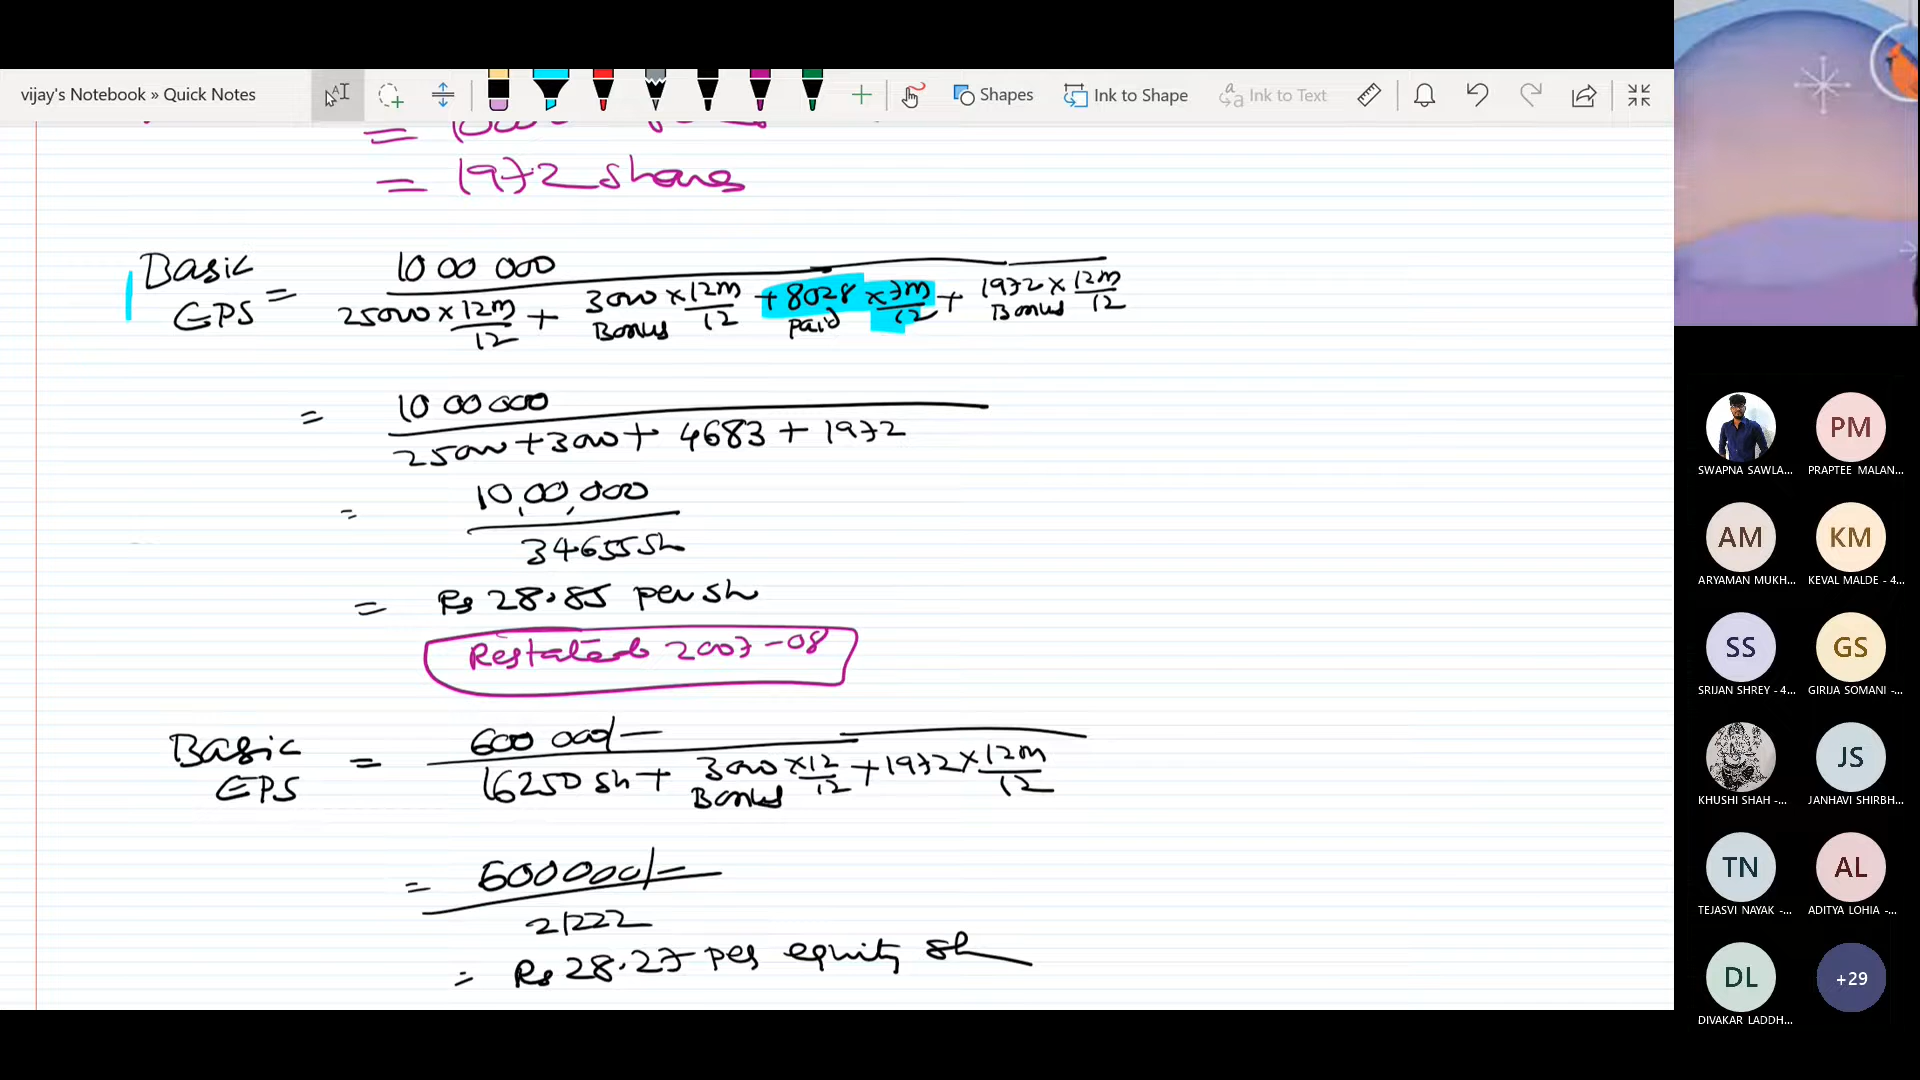 vijay's Notebook » Quick Notes
Shapes
Ink to Shape
Ink to Text
= 1972 shares
Basic EPS = 10 00 000
25000 × 12m/12 + 3000 × 12m/12 + 8028 × 7m/12 + 1972 × 12m/12
Bonus paid Bonus
= 10 00 000
25000 + 3000 + 4683 + 1972
= 10,00,000
34655 sh
= Rs 28.85 per sh
Restated 2007-08
Basic EPS = 600 000/-
16250 sh + 3000 × 12/12 + 1972 × 12m/12
Bonus
= 600000/-
21222
= Rs 28.27 per equity sh
SWAPNA SAWLA...
PM
PRAPTEE MALAN...
AM
ARYAMAN MUKH...
KM
KEVAL MALDE - 4...
SS
SRIJAN SHREY - 4...
GS
GIRIJA SOMANI -...
KHUSHI SHAH -...
JS
JANHAVI SHIRBH...
TN
TEJASVI NAYAK -...
AL
ADITYA LOHIA -...
DL
DIVAKAR LADDH...
+29